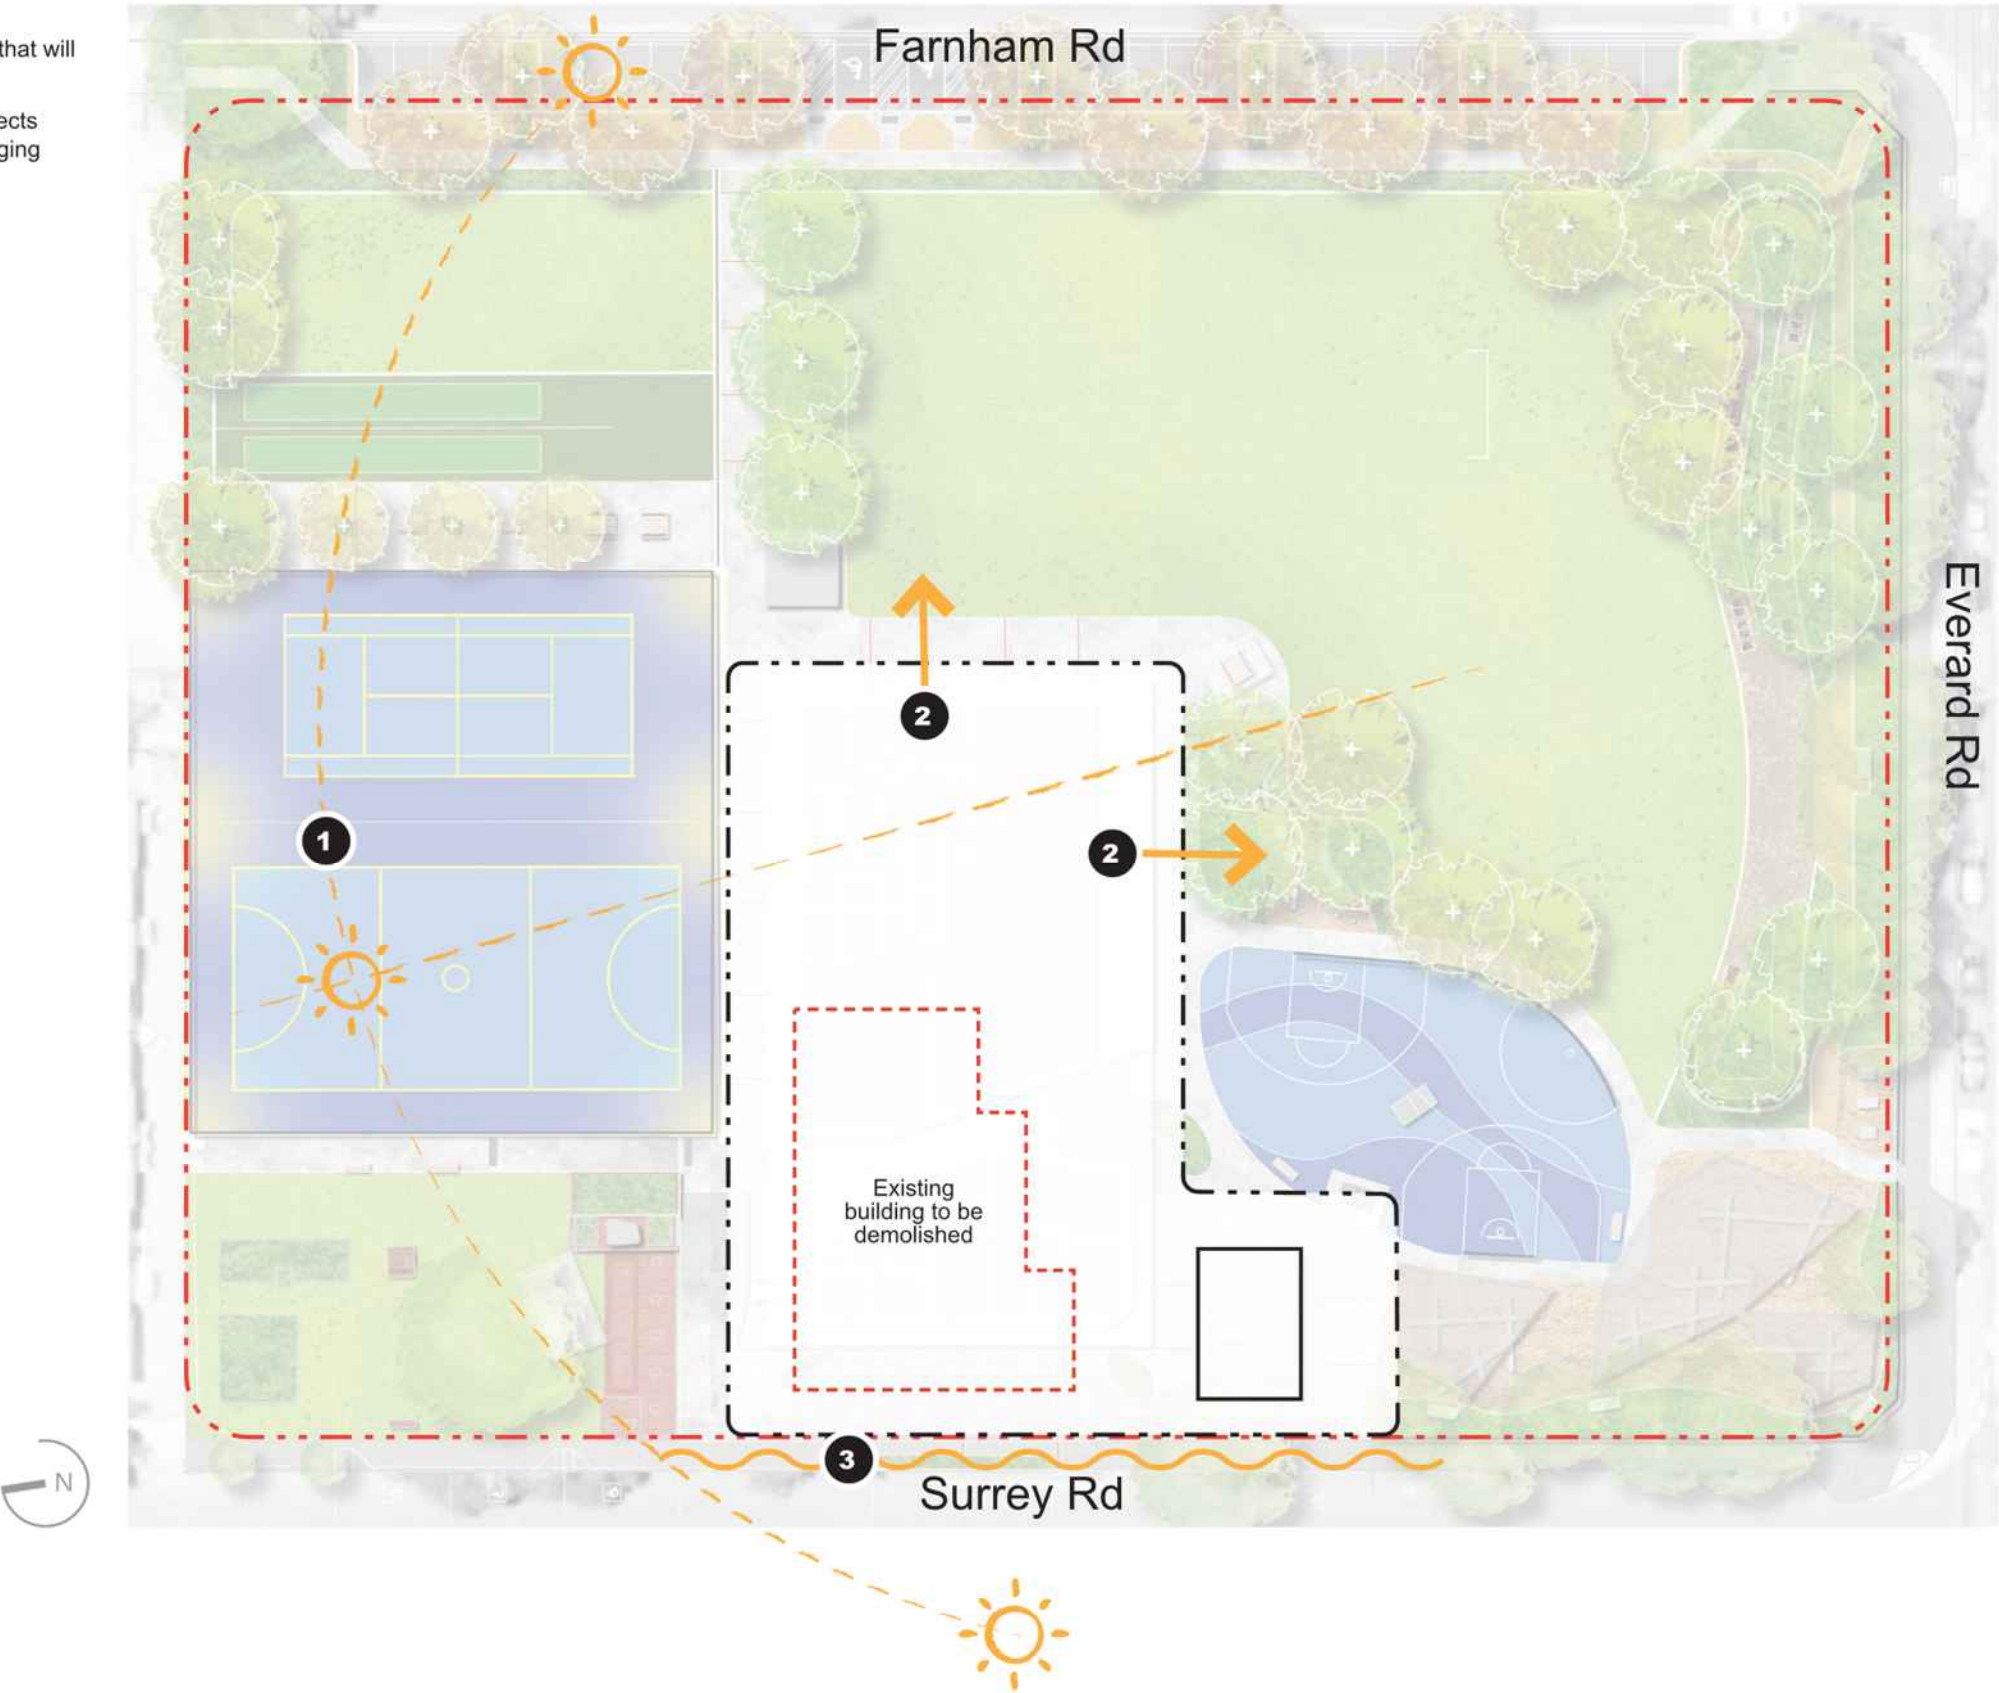 that will
ects
ging
Farnham Rd
Everard Rd
2
1
2
Existing
building to be
demolished
3
Surrey Rd
N